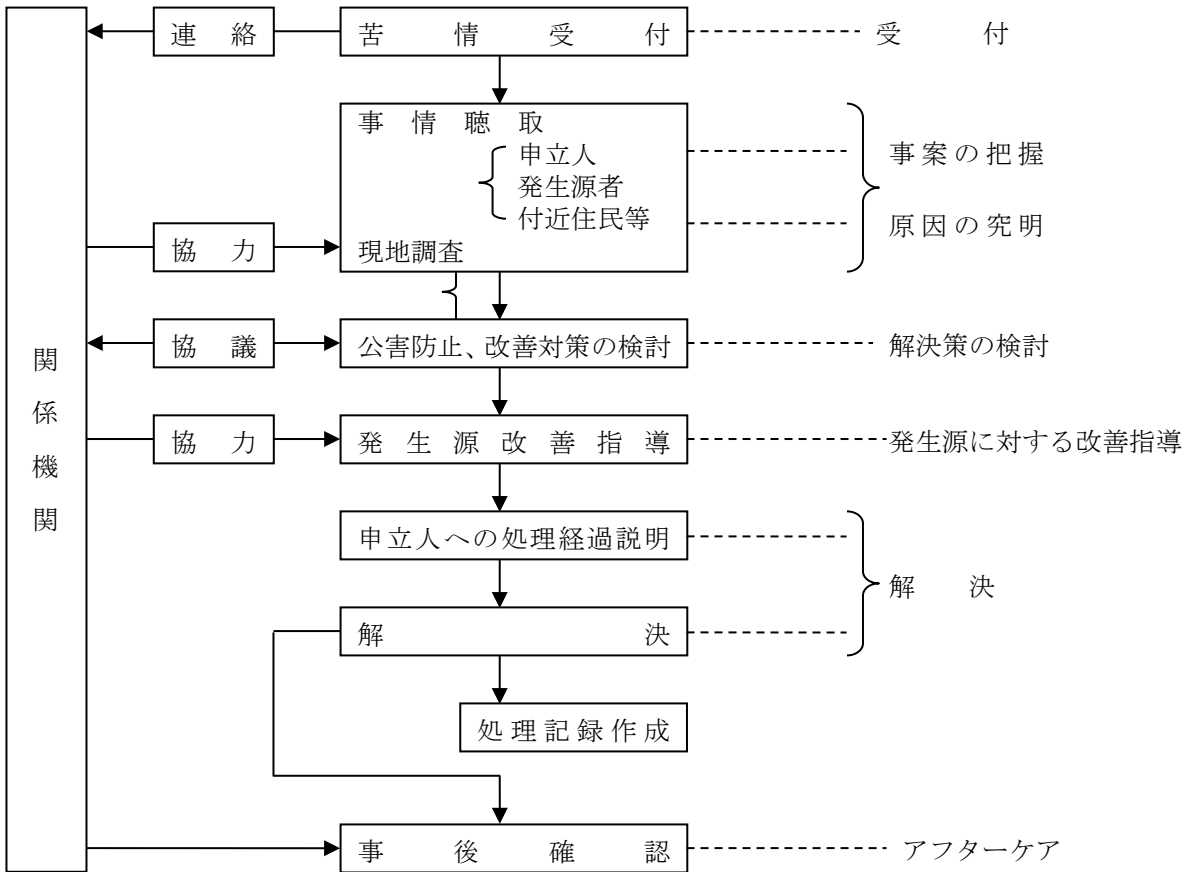 連絡
苦情受付
受付
事情聴取
申立人
発生源者
付近住民等
現地調査
事案の把握
原因の究明
協力
関係機関
協議
公害防止、改善対策の検討
解決策の検討
協力
発生源改善指導
発生源に対する改善指導
申立人への処理経過説明
解決
解決
処理記録作成
事後確認
アフターケア